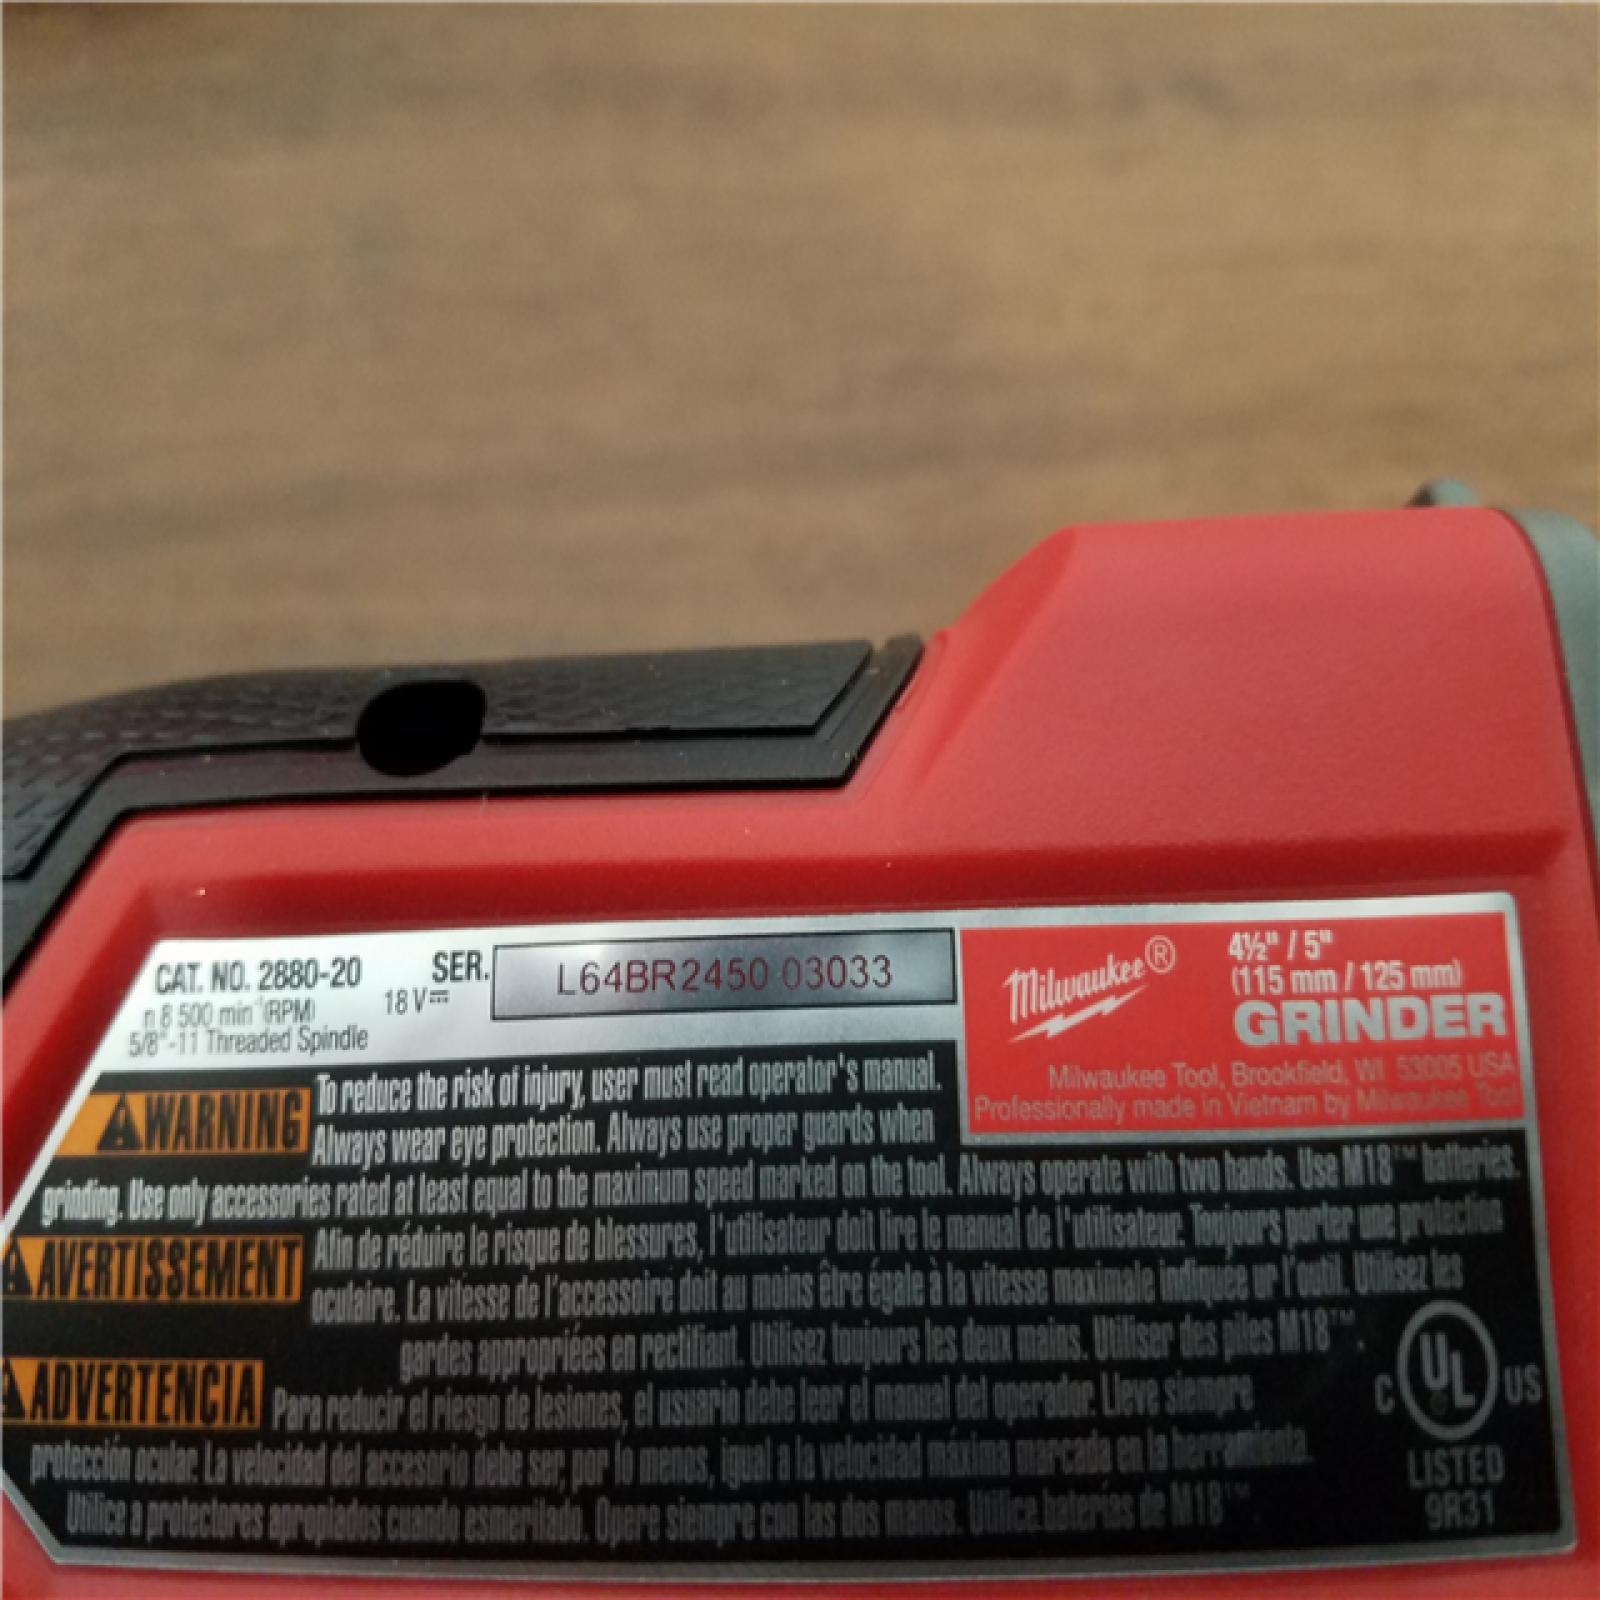 CAT. NO. 2880-20
n 8 500 min⁻¹(RPM)
18 V⎓
5/8"-11 Threaded Spindle
SER. L64BR2450 03033
Milwaukee®
4½" / 5"
(115 mm / 125 mm)
GRINDER
Milwaukee Tool, Brookfield, WI 53005 USA
Professionally made in Vietnam by Milwaukee Tool
WARNING To reduce the risk of injury, user must read operator's manual.
Always wear eye protection. Always use proper guards when
grinding. Use only accessories rated at least equal to the maximum speed marked on the tool. Always operate with two hands. Use M18™ batteries.
AVERTISSEMENT Afin de réduire le risque de blessures, l'utilisateur doit lire le manual de l'utilisateur. Toujours porter une protection
oculaire. La vitesse de l'accessoire doit au moins être égale à la vitesse maximale indiquée ur l'outil. Utilisez les
gardes appropriées en rectifiant. Utilisez toujours les deux mains. Utiliser des piles M18™.
ADVERTENCIA Para reducir el riesgo de lesiones, el usuario debe leer el manual del operador. Lleve siempre
protección ocular. La velocidad del accesorio debe ser, por lo menos, igual a la velocidad máxima marcada en la herramienta.
Utilice a protectores apropiados cuando esmerilado. Opere siempre con las dos manos. Utilice baterías de M18™.
C UL US
LISTED
9R31